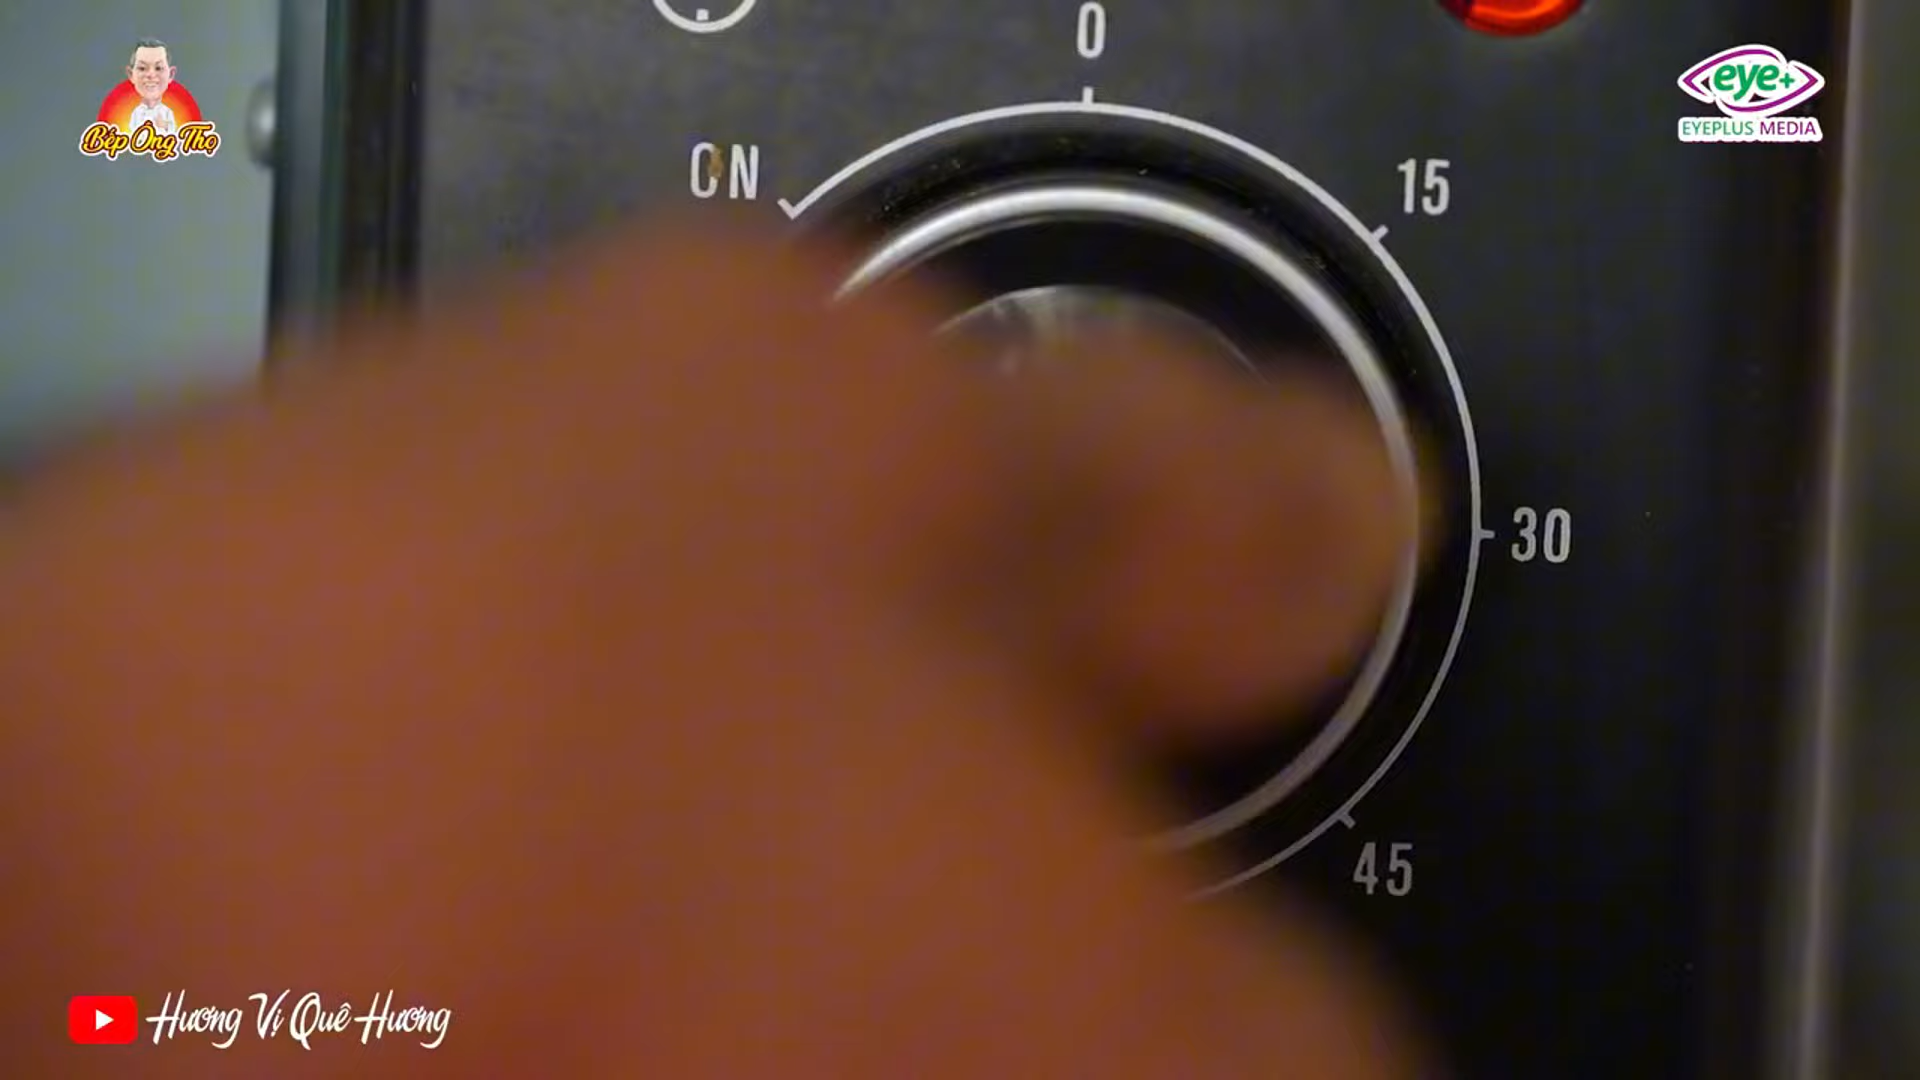 Bếp Ông Thọ
eye+
EYEPLUS MEDIA
0
ON
15
30
45
Hương Vị Quê Hương